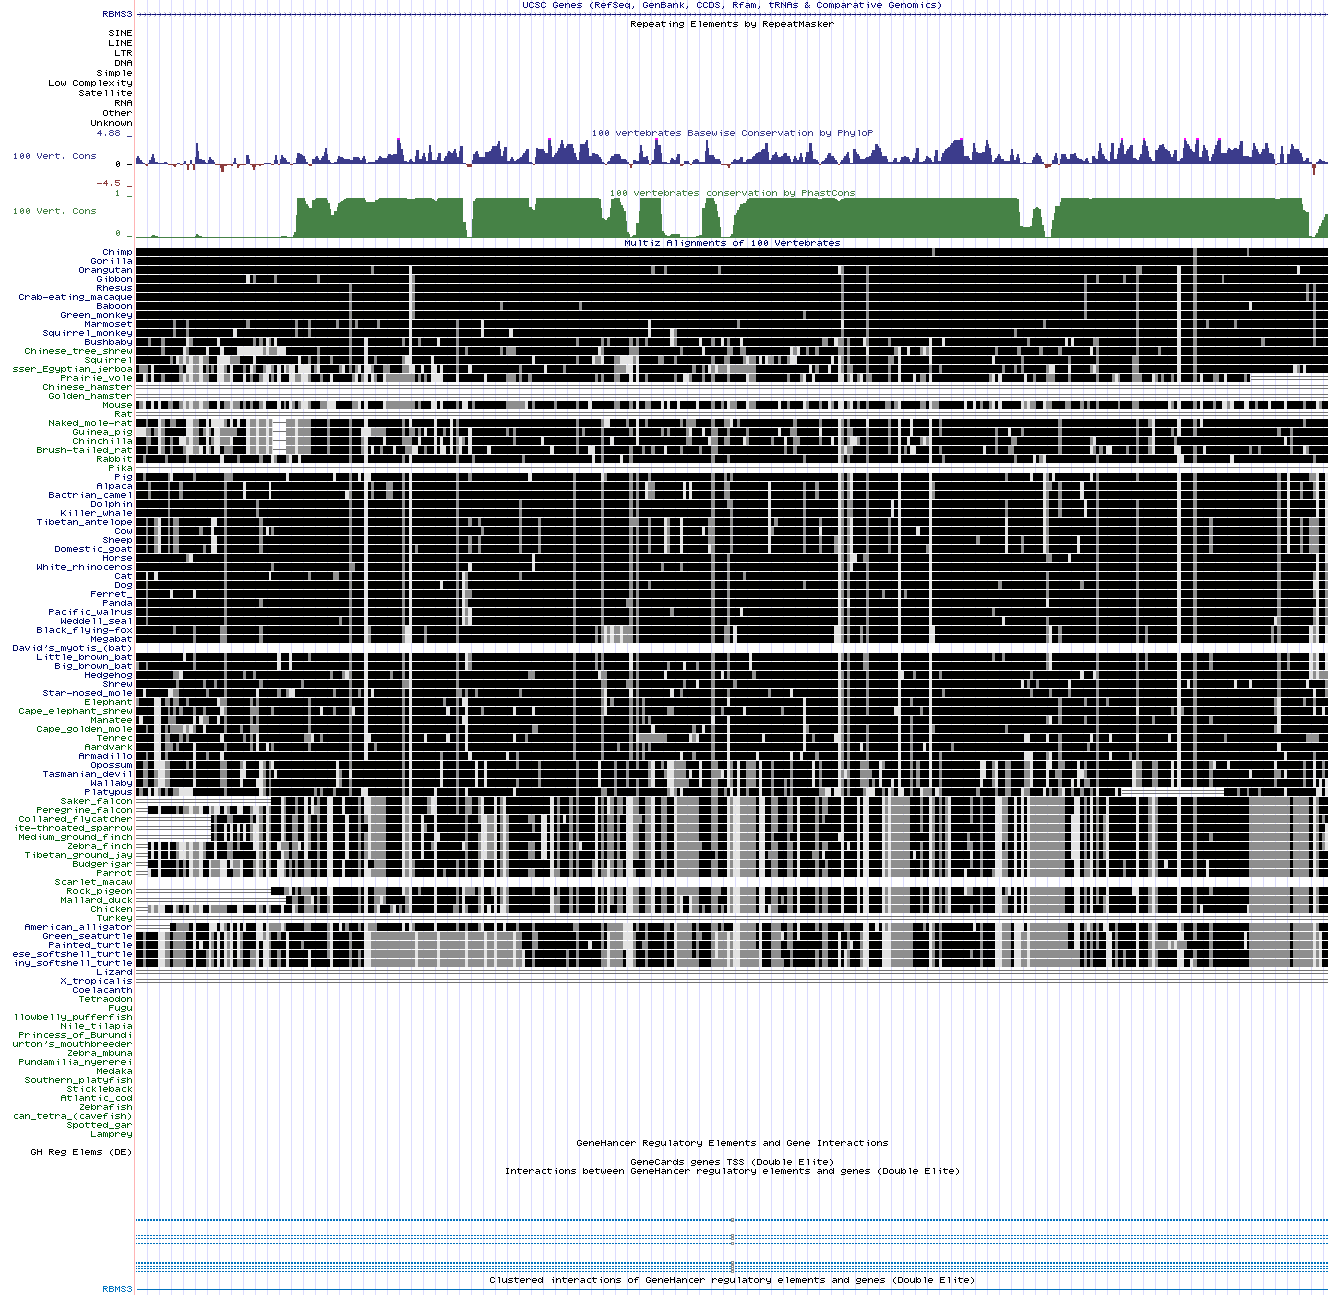 UCSC Genes (RefSeq, GenBank, CCDS, Rfam, tRNAs & Comparative Genomics)
RBMS3
Repeating Elements by RepeatMasker
SINE
LINE
LTR
DNA
Simple
Low Complexity
Satellite
RNA
Other
Unknown
100 vertebrates Basewise Conservation by PhyloP
4.88 _
100 Vert. Cons
0 -
-4.5 _
100 vertebrates conservation by PhastCons
1 _
100 Vert. Cons
0 _
Multiz Alignments of 100 Vertebrates
Chimp
Gorilla
Orangutan
Gibbon
Rhesus
Crab-eating_macaque
Baboon
Green_monkey
Marmoset
Squirrel_monkey
Bushbaby
Chinese_tree_shrew
Squirrel
sser_Egyptian_jerboa
Prairie_vole
Chinese_hamster
Golden_hamster
Mouse
Rat
Naked_mole-rat
Guinea_pig
Chinchilla
Brush-tailed_rat
Rabbit
Pika
Pig
Alpaca
Bactrian_camel
Dolphin
Killer_whale
Tibetan_antelope
Cow
Sheep
Domestic_goat
Horse
White_rhinoceros
Cat
Dog
Ferret_
Panda
Pacific_walrus
Weddell_seal
Black_flying-fox
Megabat
David's_myotis_(bat)
Little_brown_bat
Big_brown_bat
Hedgehog
Shrew
Star-nosed_mole
Elephant
Cape_elephant_shrew
Manatee
Cape_golden_mole
Tenrec
Aardvark
Armadillo
Opossum
Tasmanian_devil
Wallaby
Platypus
Saker_falcon
Peregrine_falcon
Collared_flycatcher
ite-throated_sparrow
Medium_ground_finch
Zebra_finch
Tibetan_ground_jay
Budgerigar
Parrot
Scarlet_macaw
Rock_pigeon
Mallard_duck
Chicken
Turkey
American_alligator
Green_seaturtle
Painted_turtle
ese_softshell_turtle
iny_softshell_turtle
Lizard
X_tropicalis
Coelacanth
Tetraodon
Fugu
llowbelly_pufferfish
Nile_tilapia
Princess_of_Burundi
urton's_mouthbreeder
Zebra_mbuna
Pundamilia_nyererei
Medaka
Southern_platyfish
Stickleback
Atlantic_cod
Zebrafish
can_tetra_(cavefish)
Spotted_gar
Lamprey
GeneHancer Regulatory Elements and Gene Interactions
GH Reg Elems (DE)
GeneCards genes TSS (Double Elite)
Interactions between GeneHancer regulatory elements and genes (Double Elite)
Clustered interactions of GeneHancer regulatory elements and genes (Double Elite)
RBMS3